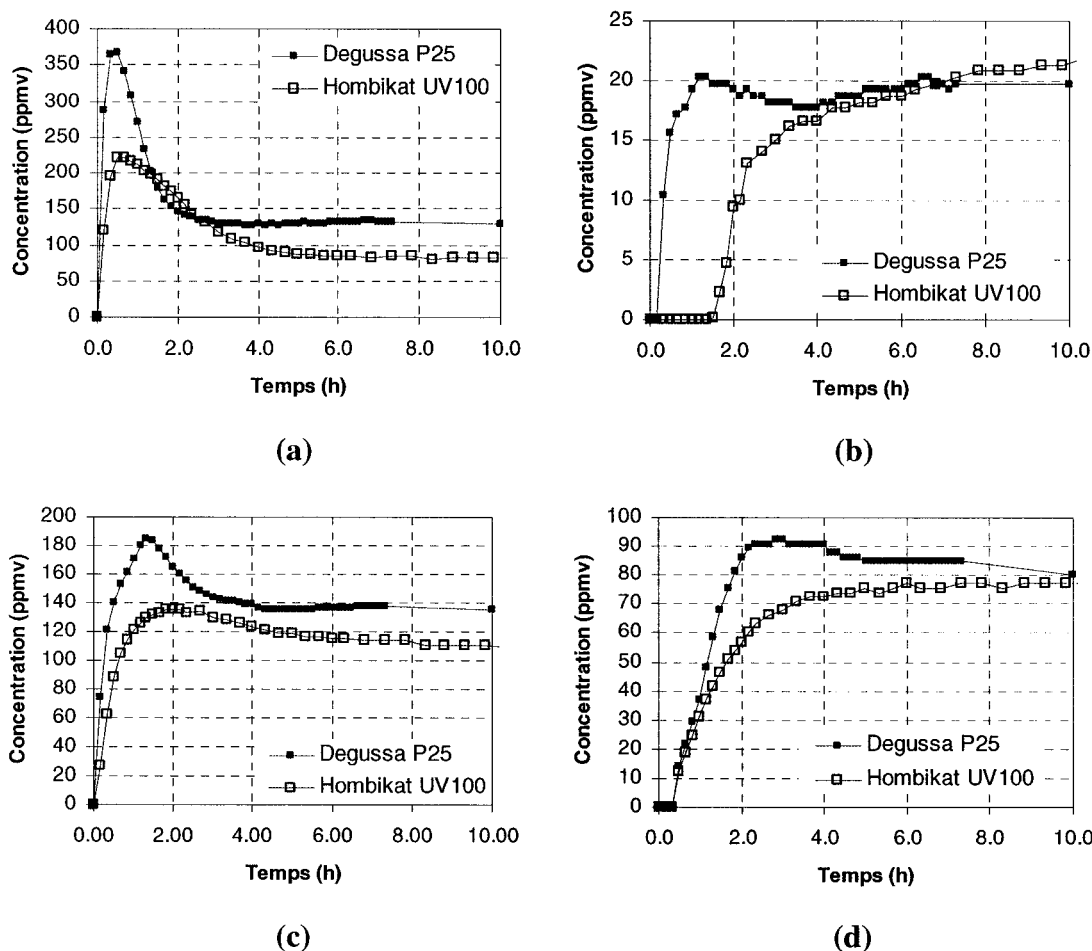 Concentration (ppmv)
400
350
300
250
200
150
100
50
0
Degussa P25
Hombikat UV100
0.0 2.0 4.0 6.0 8.0 10.0
Temps (h)
(a)
Concentration (ppmv)
25
20
15
10
5
0
Degussa P25
Hombikat UV100
0.0 2.0 4.0 6.0 8.0 10.0
Temps (h)
(b)
Concentration (ppmv)
200
180
160
140
120
100
80
60
40
20
0
Degussa P25
Hombikat UV100
0.00 2.00 4.00 6.00 8.00 10.00
Temps (h)
(c)
Concentration (ppmv)
100
90
80
70
60
50
40
30
20
10
0
Degussa P25
Hombikat UV100
0.0 2.0 4.0 6.0 8.0 10.0
Temps (h)
(d)